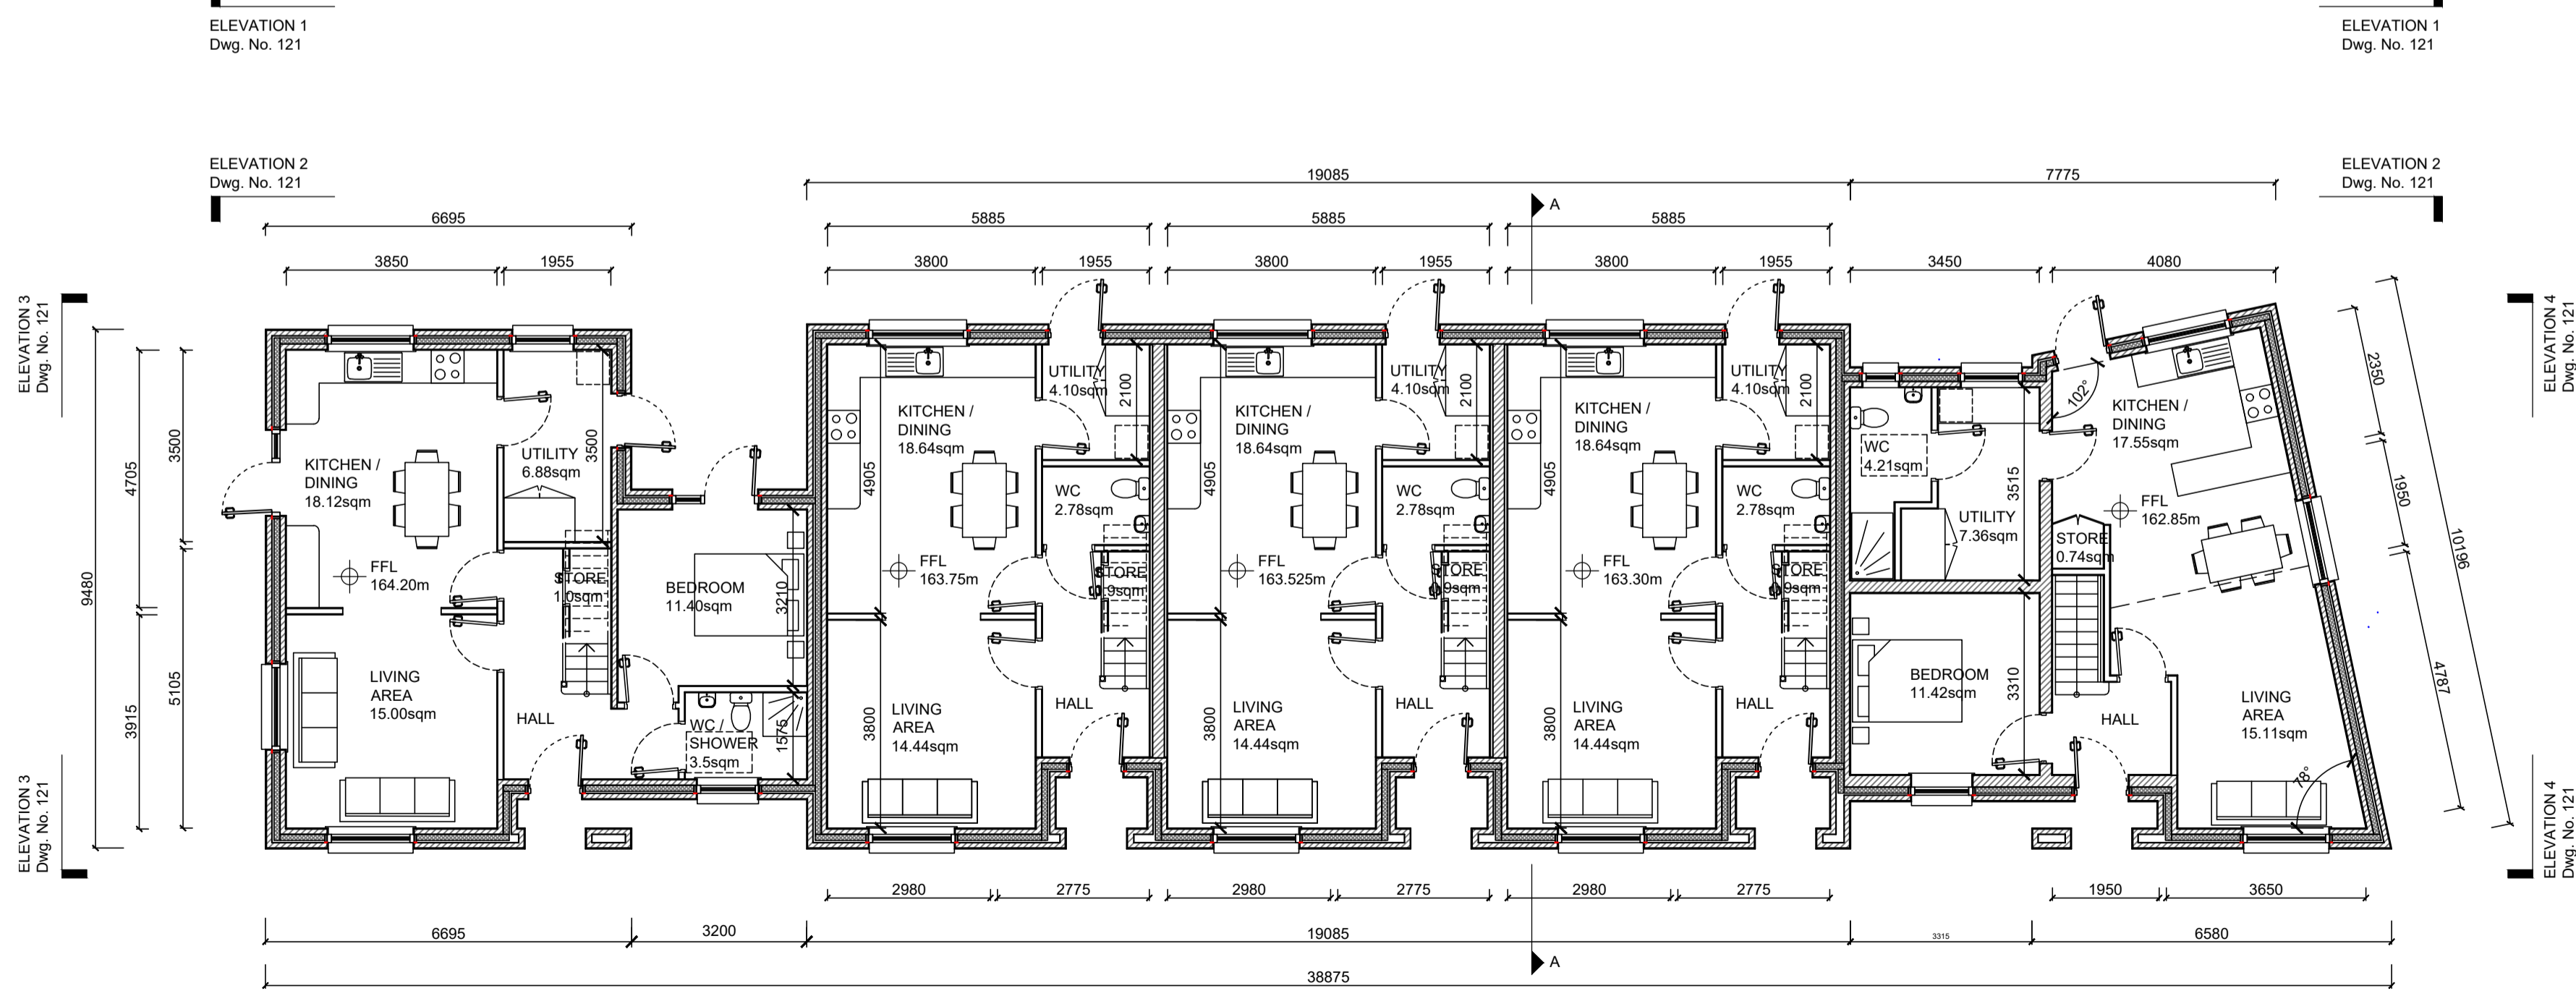 ELEVATION 1
Dwg. No. 121
ELEVATION 1
Dwg. No. 121
ELEVATION 2
Dwg. No. 121
ELEVATION 2
Dwg. No. 121
19085
7775
A
6695
5885
5885
5885
3850
1955
3800
1955
3800
1955
3800
1955
3450
4080
ELEVATION 3
Dwg. No. 121
ELEVATION 4
Dwg. No. 121
9480
4705
3915
3500
5105
KITCHEN /
DINING
18.12sqm
UTILITY
6.88sqm
3500
FFL
164.20m
STORE
1.0sqm
LIVING
AREA
15.00sqm
HALL
BEDROOM
11.40sqm
3210
WC /
SHOWER
3.5sqm
1575
KITCHEN /
DINING
18.64sqm
4905
UTILITY
4.10sqm
2100
WC
2.78sqm
FFL
163.75m
STORE
.9sqm
LIVING
AREA
14.44sqm
3800
HALL
KITCHEN /
DINING
18.64sqm
4905
UTILITY
4.10sqm
2100
WC
2.78sqm
FFL
163.525m
STORE
.9sqm
LIVING
AREA
14.44sqm
3800
HALL
KITCHEN /
DINING
18.64sqm
4905
UTILITY
4.10sqm
2100
WC
2.78sqm
FFL
163.30m
STORE
.9sqm
LIVING
AREA
14.44sqm
3800
HALL
WC
4.21sqm
3515
UTILITY
7.36sqm
BEDROOM
11.42sqm
3310
102°
KITCHEN /
DINING
17.55sqm
FFL
162.85m
STORE
0.74sqm
HALL
LIVING
AREA
15.11sqm
78°
2350
1950
4787
10196
ELEVATION 3
Dwg. No. 121
ELEVATION 4
Dwg. No. 121
2980
2775
2980
2775
2980
2775
1950
3650
6695
3200
19085
3315
6580
A
38875